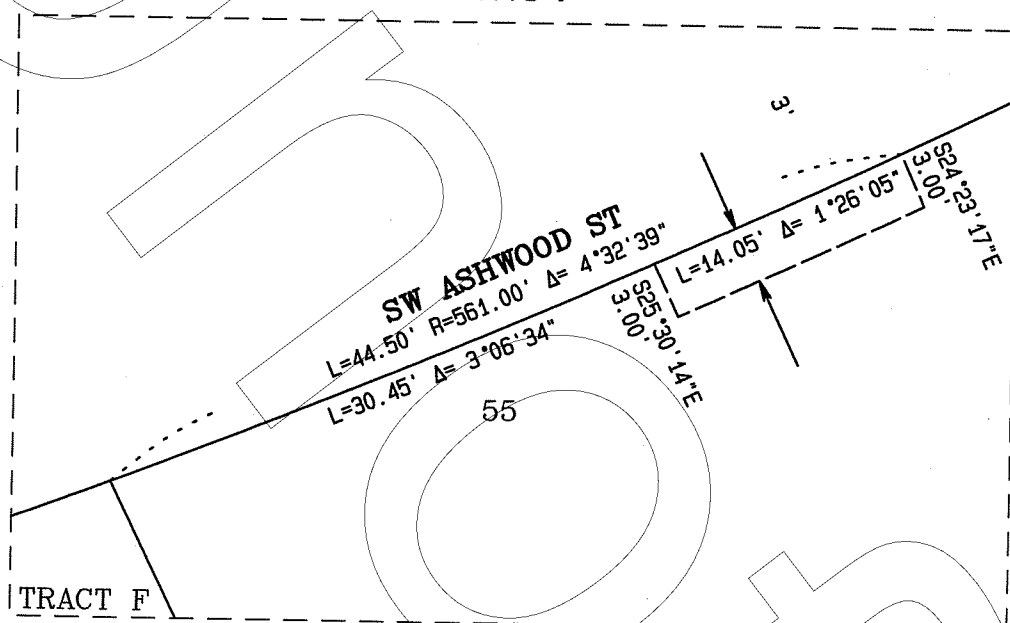 3'
SW ASHWOOD ST
L=44.50' R=561.00' Δ= 4°32'39"
L=30.45' Δ= 3°06'34"
L=14.05' Δ= 1°26'05"
S24°23'17"E
3.00'
S25°30'14"E
3.00'
55
TRACT F